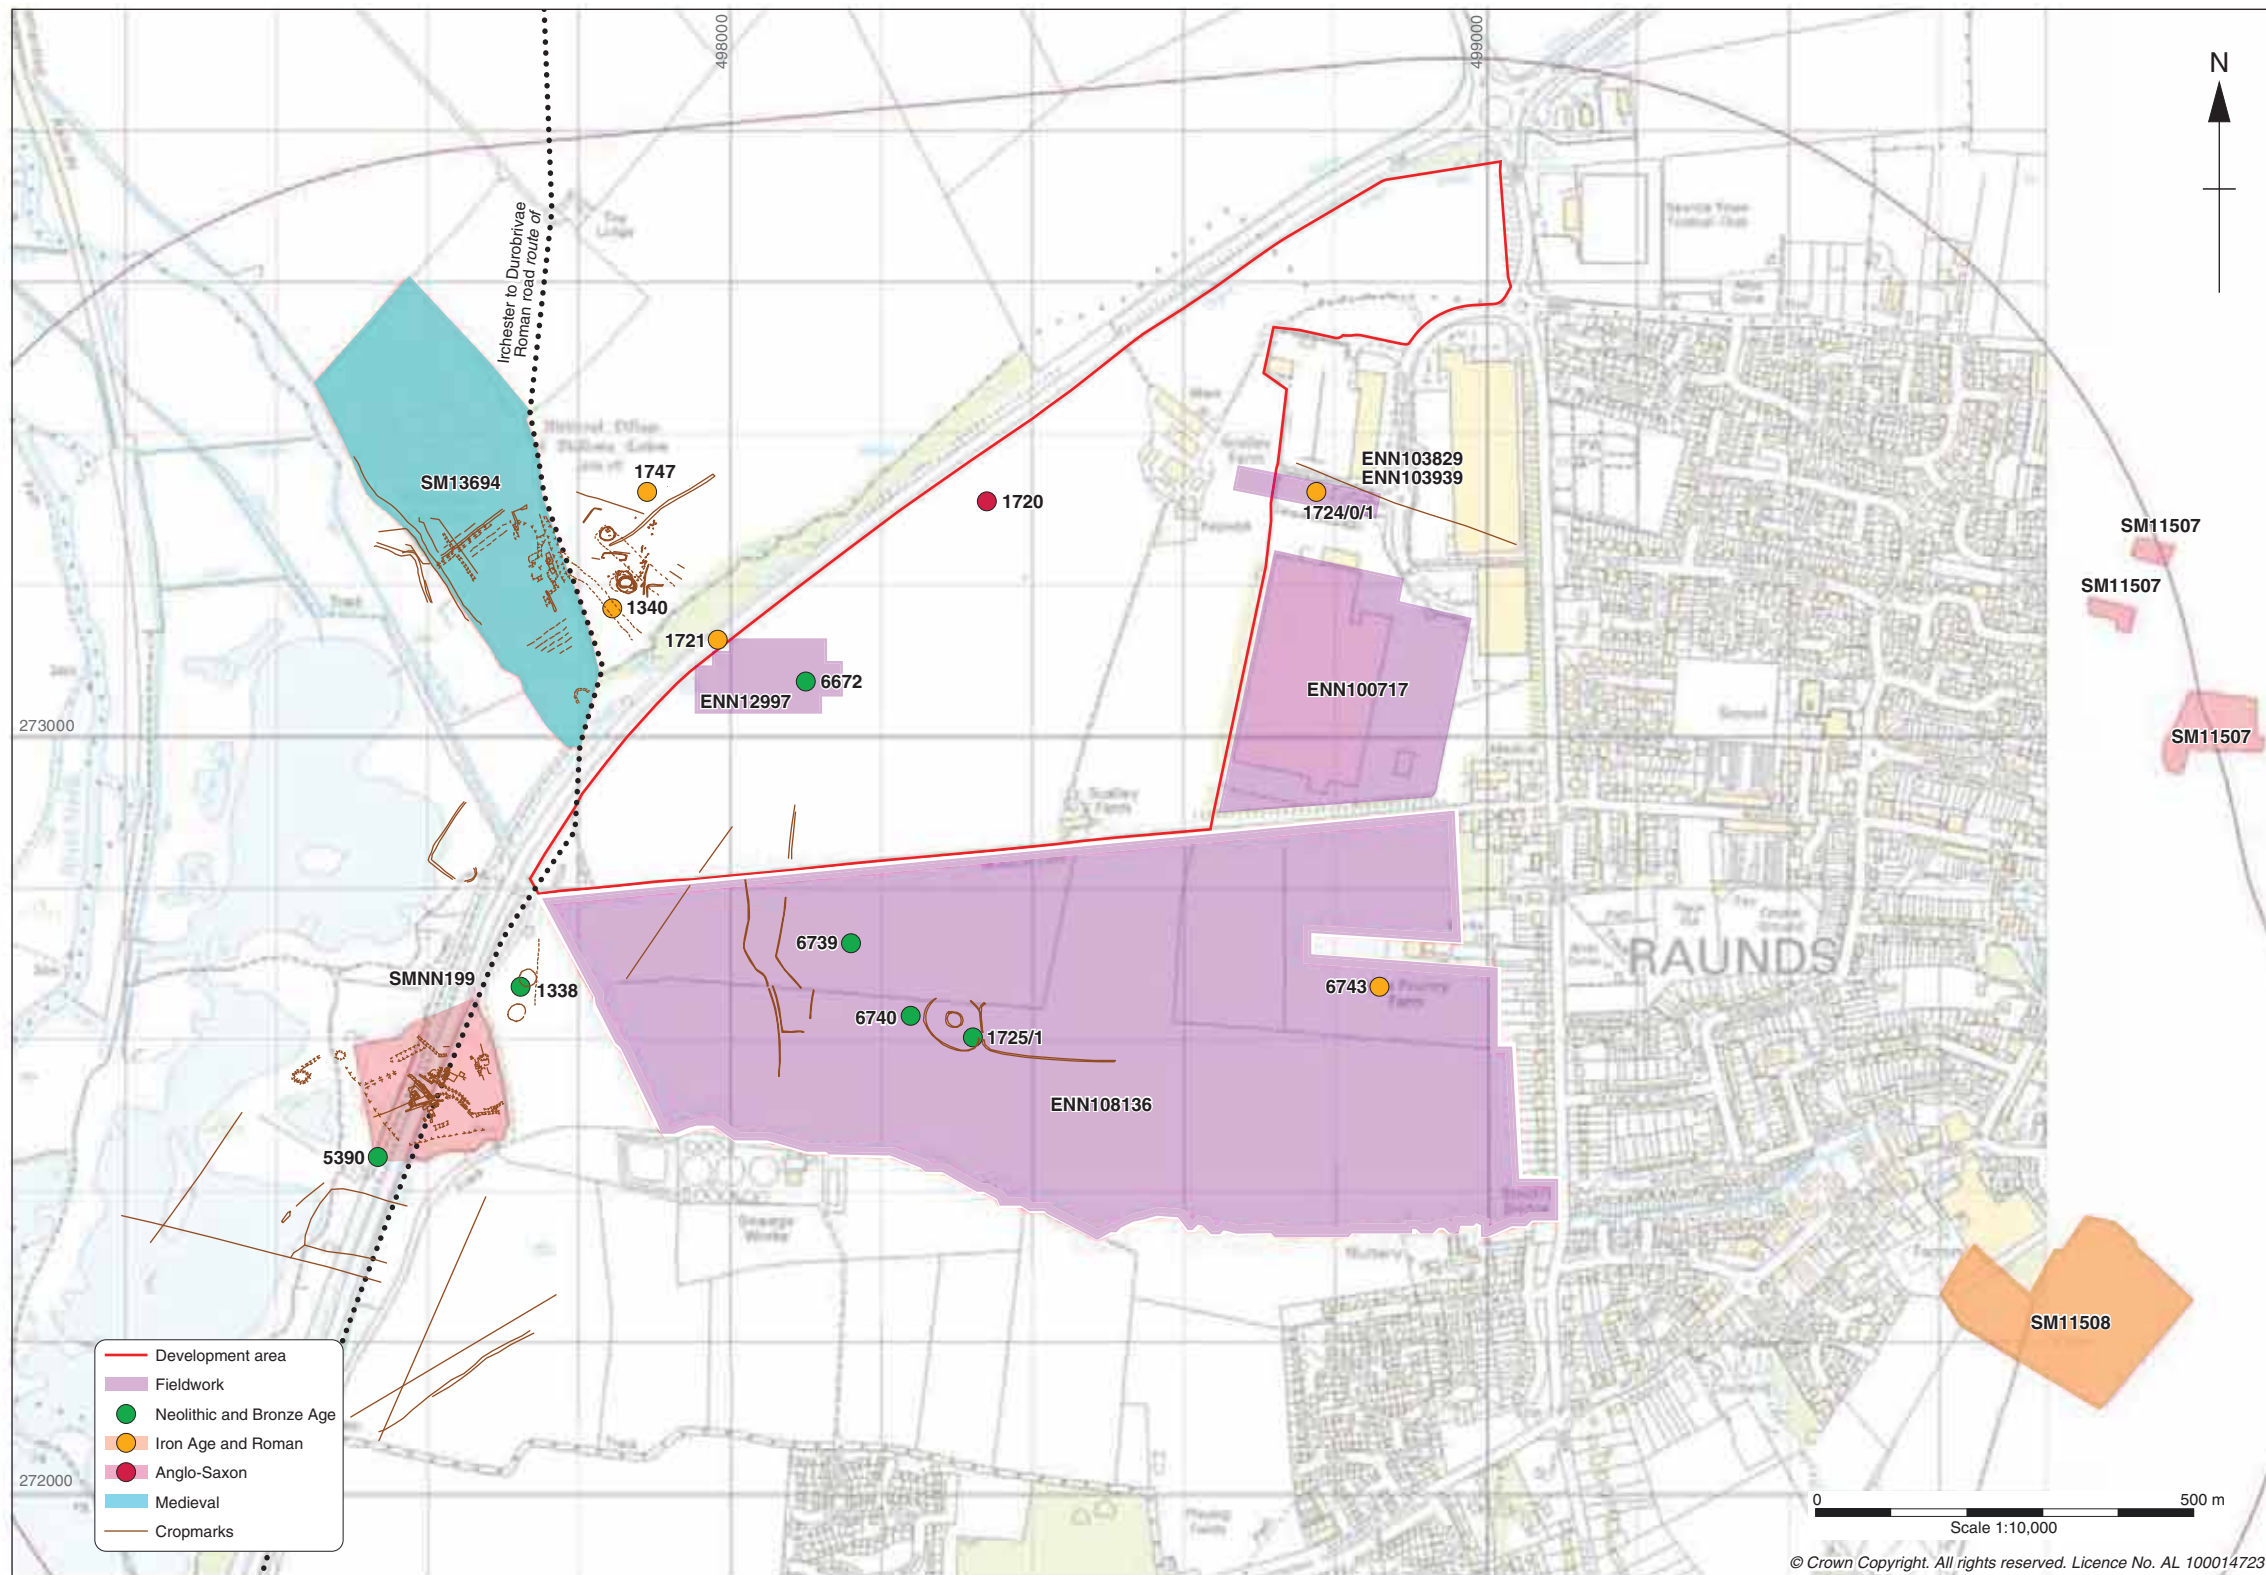 498000
499000
N
Irchester to Durobrivae
Roman road route of
SM13694
1747
1720
ENN103829
ENN103939
1724/0/1
SM11507
SM11507
1340
1721
6672
ENN12997
ENN100717
273000
SM11507
6739
RAUNDS
SMNN199
1338
6743
6740
1725/1
ENN108136
5390
Sewage
Works
SM11508
Development area
Fieldwork
Neolithic and Bronze Age
Iron Age and Roman
Anglo-Saxon
Medieval
Cropmarks
272000
0 500 m
Scale 1:10,000
© Crown Copyright. All rights reserved. Licence No. AL 100014723